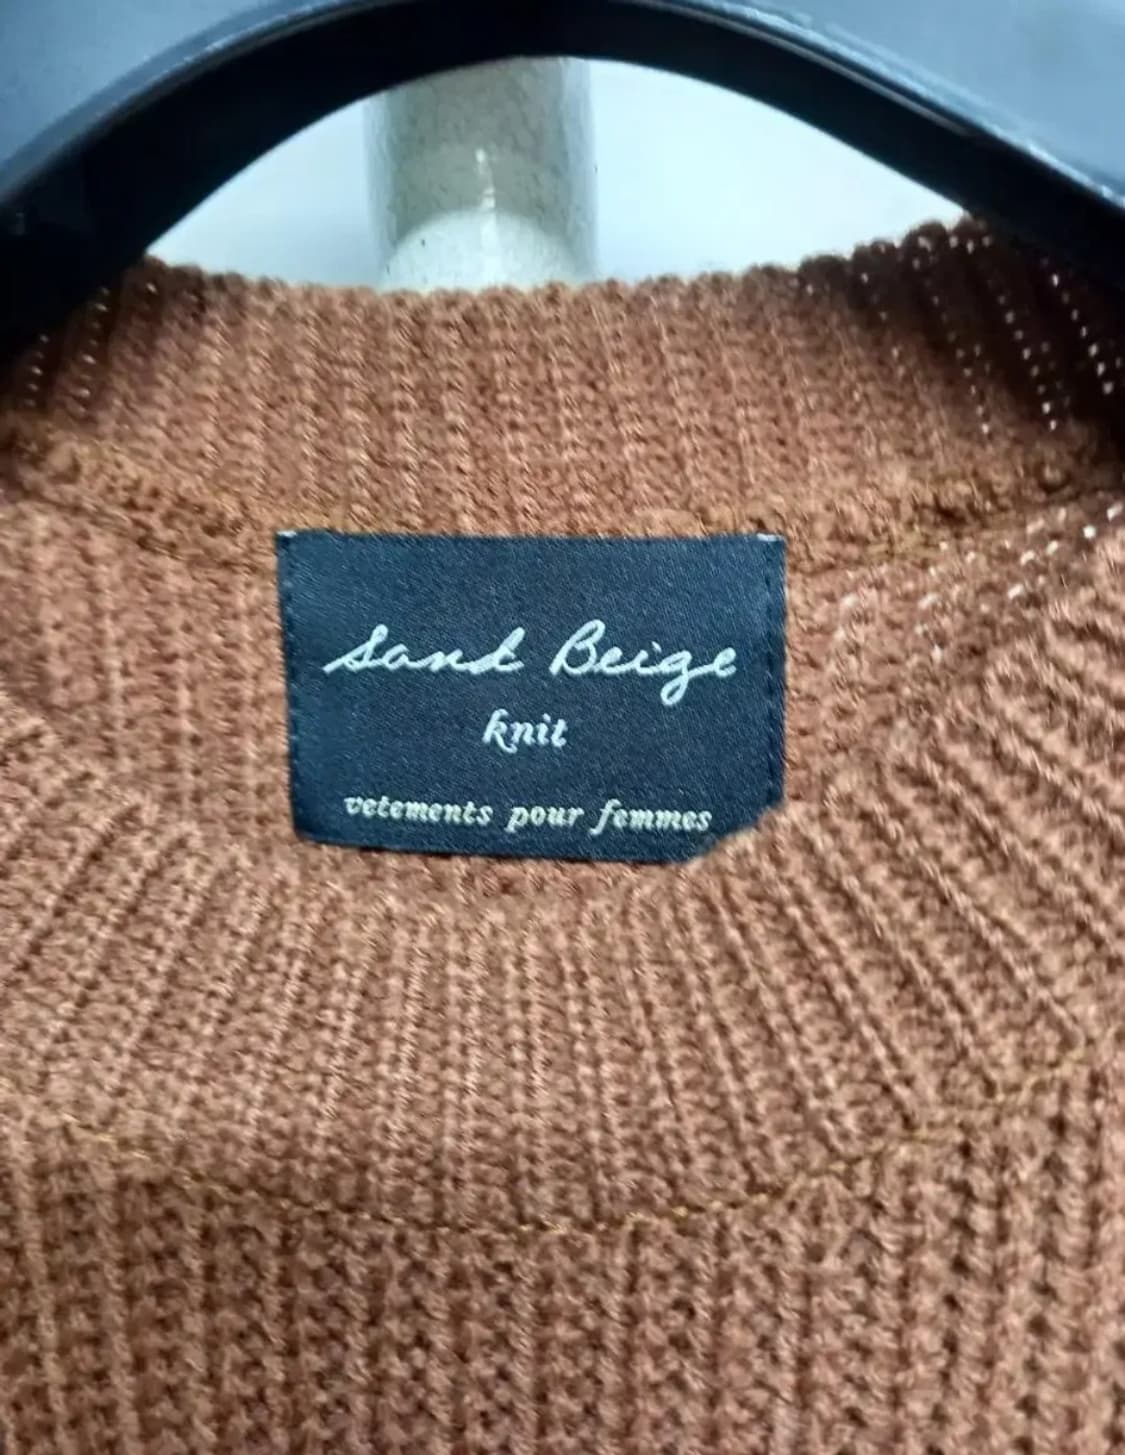 Sand Beige
knit
vetements pour femmes